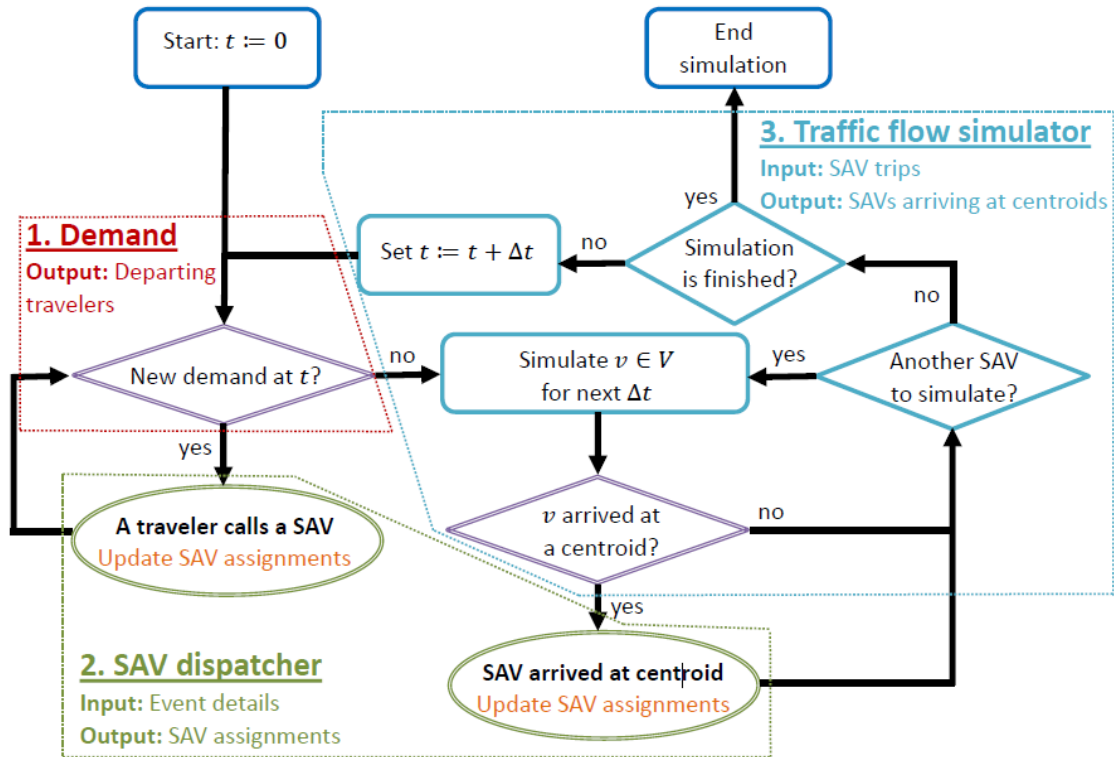 Start: t ≔ 0
End
simulation
3. Traffic flow simulator
Input: SAV trips
Output: SAVs arriving at centroids
yes
1. Demand
Output: Departing
travelers
Set t ≔ t + Δt
no
Simulation
is finished?
no
New demand at t?
no
Simulate v ∈ V
for next Δt
yes
Another SAV
to simulate?
yes
A traveler calls a SAV
Update SAV assignments
v arrived at
a centroid?
no
yes
2. SAV dispatcher
Input: Event details
Output: SAV assignments
SAV arrived at centroid
Update SAV assignments